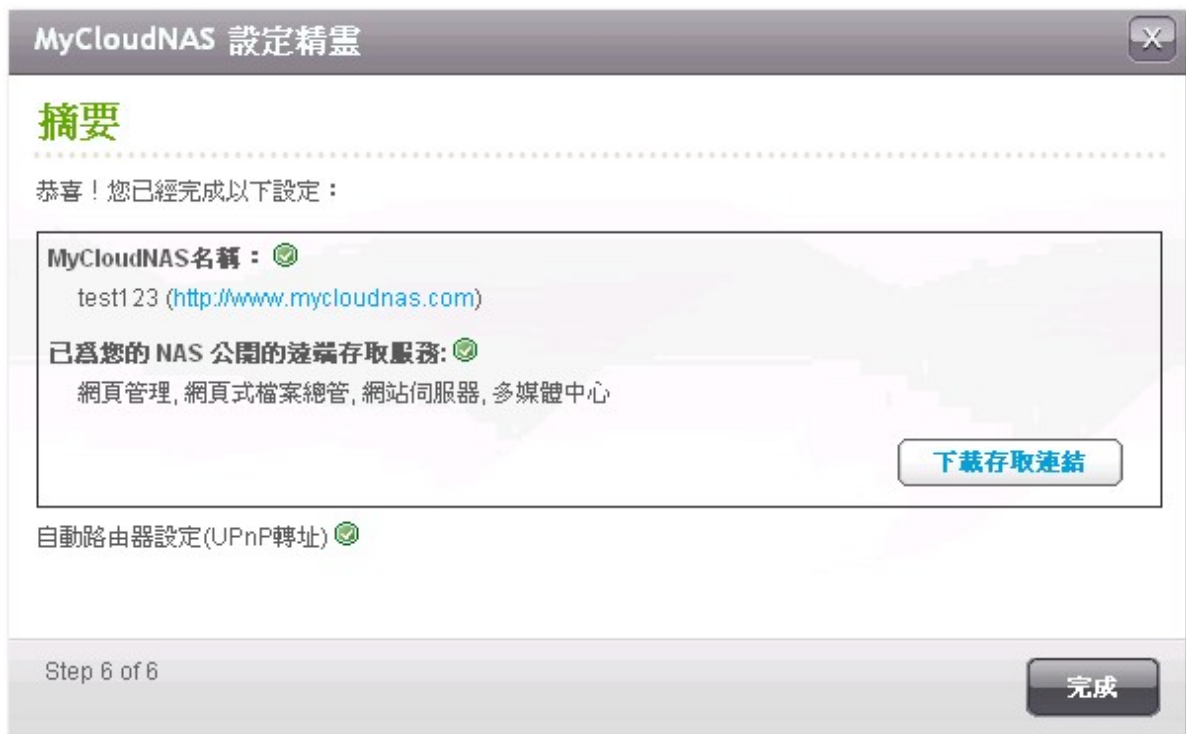 MyCloudNAS 設定精靈
X
摘要
恭喜！您已經完成以下設定：
MyCloudNAS名稱：
test123 (http://www.mycloudnas.com)
已為您的 NAS 公開的遠端存取服務:
網頁管理, 網頁式檔案總管, 網站伺服器, 多媒體中心
下載存取連結
自動路由器設定(UPnP轉址)
Step 6 of 6
完成